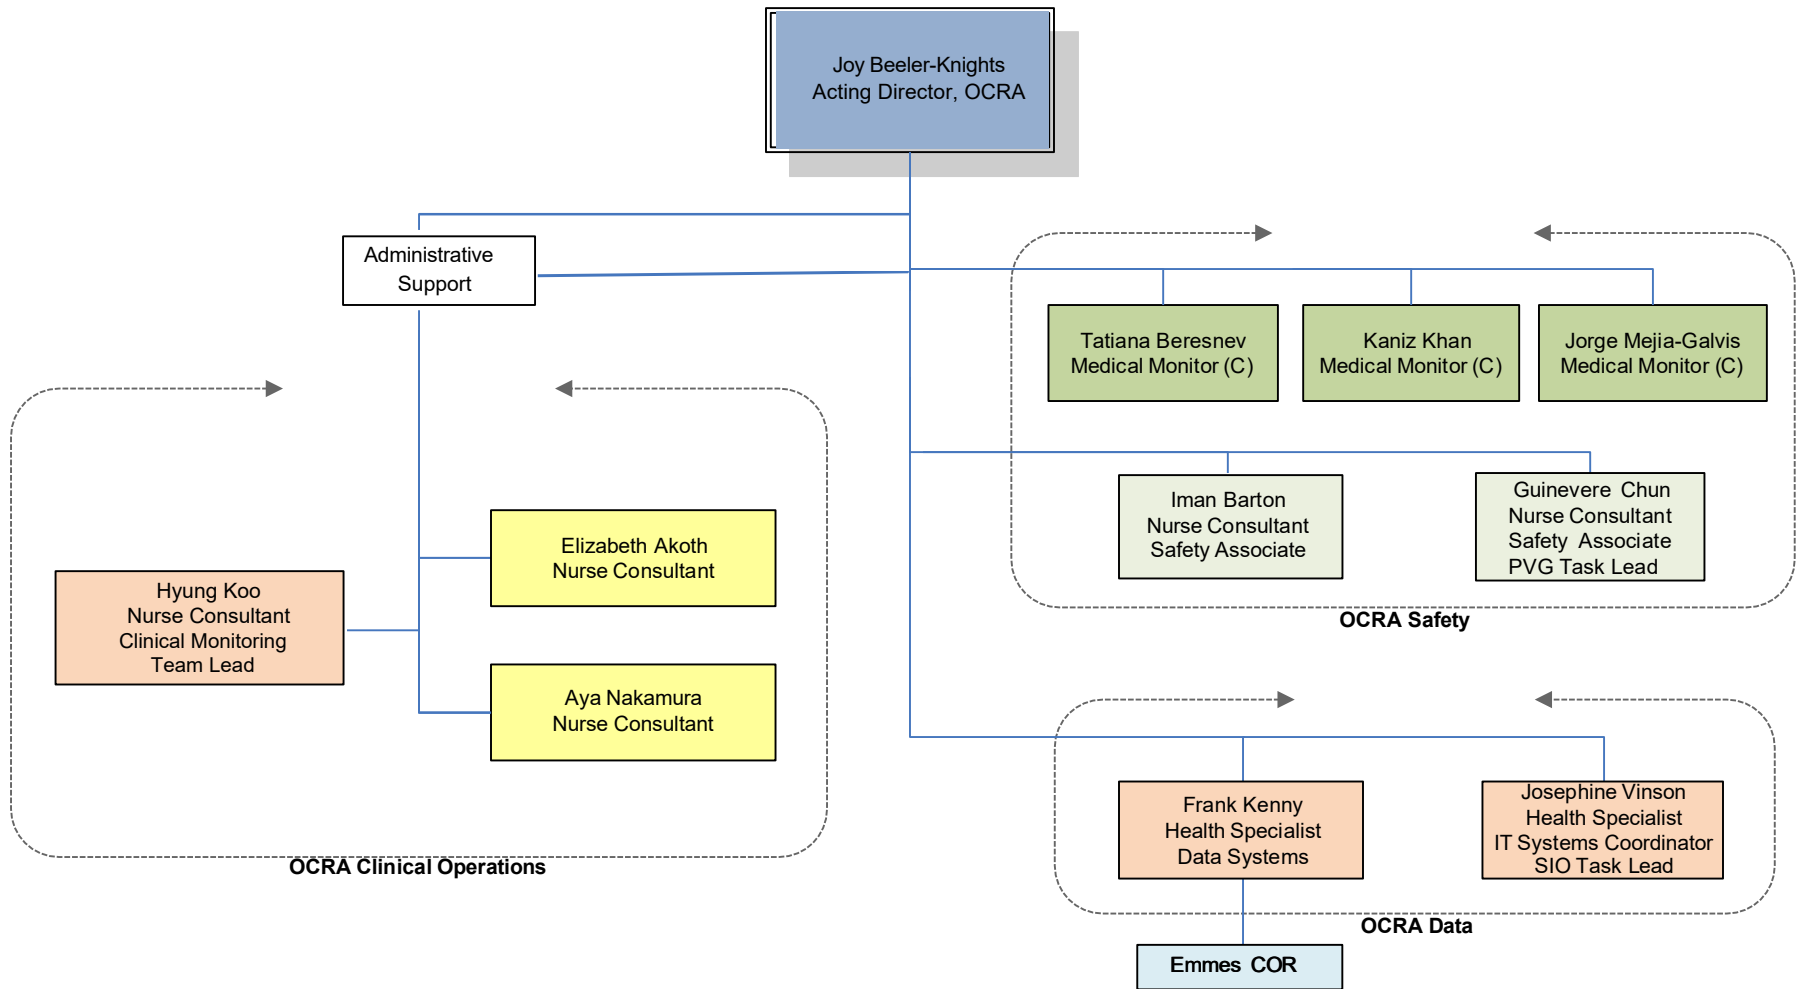 Joy Beeler-Knights
Acting Director, OCRA
Administrative
Support
Tatiana Beresnev
Medical Monitor (C)
Kaniz Khan
Medical Monitor (C)
Jorge Mejia-Galvis
Medical Monitor (C)
Iman Barton
Nurse Consultant
Safety Associate
Guinevere Chun
Nurse Consultant
Safety Associate
PVG Task Lead
OCRA Safety
Hyung Koo
Nurse Consultant
Clinical Monitoring
Team Lead
Elizabeth Akoth
Nurse Consultant
Aya Nakamura
Nurse Consultant
OCRA Clinical Operations
Frank Kenny
Health Specialist
Data Systems
Josephine Vinson
Health Specialist
IT Systems Coordinator
SIO Task Lead
OCRA Data
Emmes COR